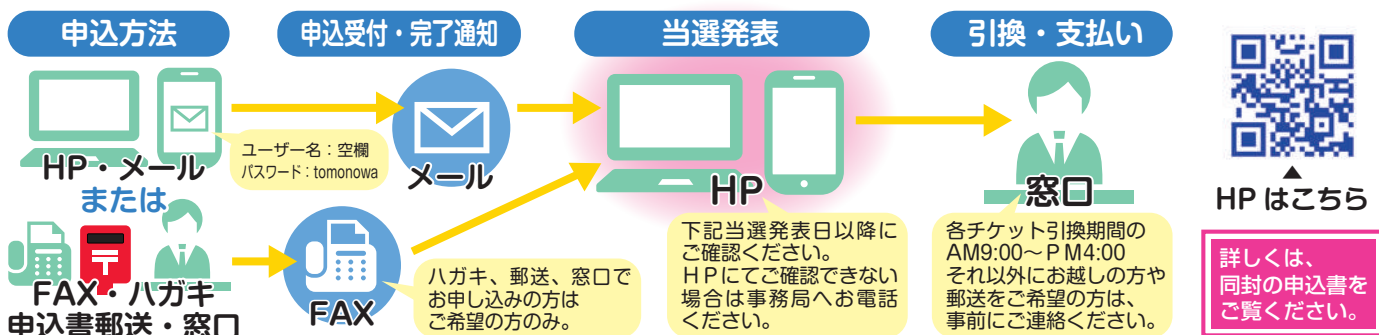 申込方法
申込受付・完了通知
当選発表
引換・支払い
HP・メール
または
FAX・ハガキ
申込書郵送・窓口
ユーザー名：空欄
パスワード：tomonowa
メール
FAX
ハガキ、郵送、窓口で
お申し込みの方は
ご希望の方のみ。
HP
下記当選発表日以降に
ご確認ください。
ＨＰにてご確認できない
場合は事務局へお電話
ください。
窓口
各チケット引換期間の
AM9:00～ＰM4:00
それ以外にお越しの方や
郵送をご希望の方は、
事前にご連絡ください。
▲
HP はこちら
詳しくは、
同封の申込書を
ご覧ください。